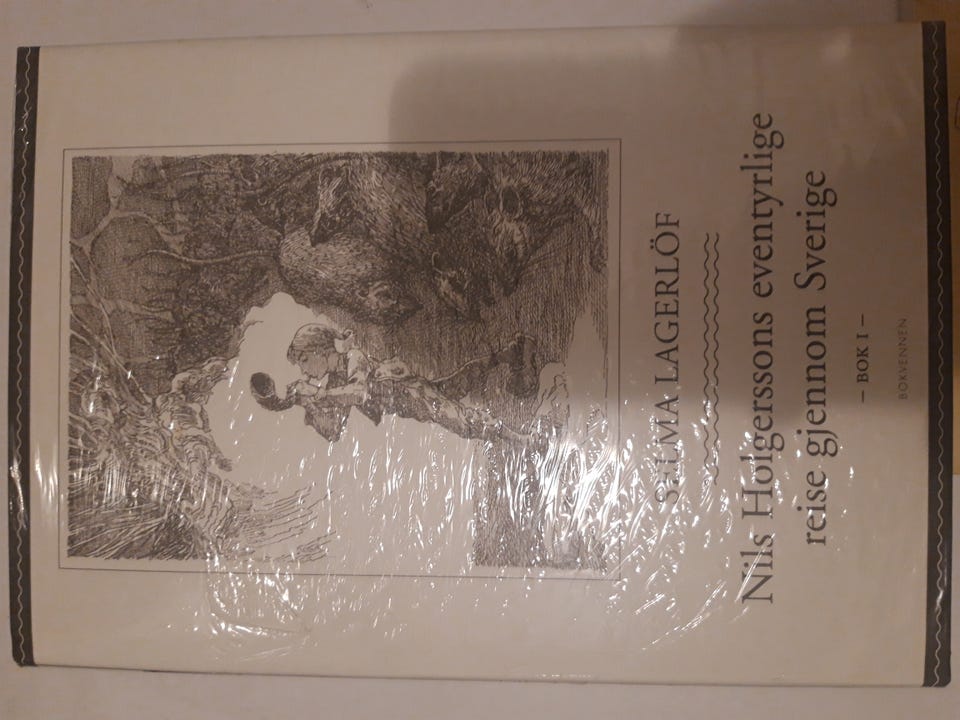 SELMA LAGERLÖF
Nils Holgerssons eventyrlige
reise gjennom Sverige
– BOK I –
BOKVENNEN